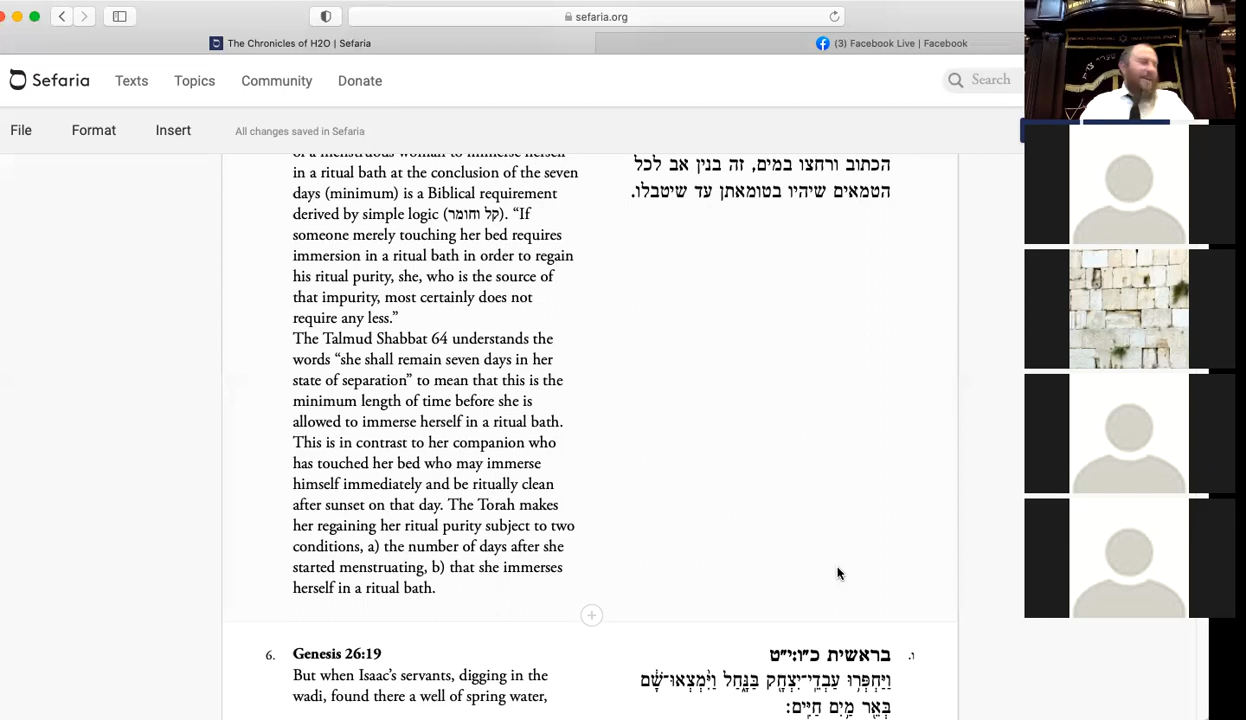 sefaria.org
The Chronicles of H2O | Sefaria
(3) Facebook Live | Facebook
Sefaria
Texts
Topics
Community
Donate
Search
File
Format
Insert
All changes saved in Sefaria
of a menstruous woman to immerse herself
in a ritual bath at the conclusion of the seven
days (minimum) is a Biblical requirement
derived by simple logic (קל וחומר). “If
someone merely touching her bed requires
immersion in a ritual bath in order to regain
his ritual purity, she, who is the source of
that impurity, most certainly does not
require any less.”
The Talmud Shabbat 64 understands the
words “she shall remain seven days in her
state of separation” to mean that this is the
minimum length of time before she is
allowed to immerse herself in a ritual bath.
This is in contrast to her companion who
has touched her bed who may immerse
himself immediately and be ritually clean
after sunset on that day. The Torah makes
her regaining her ritual purity subject to two
conditions, a) the number of days after she
started menstruating, b) that she immerses
herself in a ritual bath.
הכתוב ורחצו במים, זה בנין אב לכל
הטמאים שיהיו בטומאתן עד שיטבלו.
6. Genesis 26:19
But when Isaac’s servants, digging in the
wadi, found there a well of spring water,
ו. בראשית כ״ו:י״ט
וַיַּחְפְּר֥וּ עַבְדֵֽי־יִצְחָ֖ק בַּנָּ֑חַל וַיִּ֨מְצְאוּ־שָׁ֔ם
בְּאֵ֖ר מַ֥יִם חַיִּֽים׃